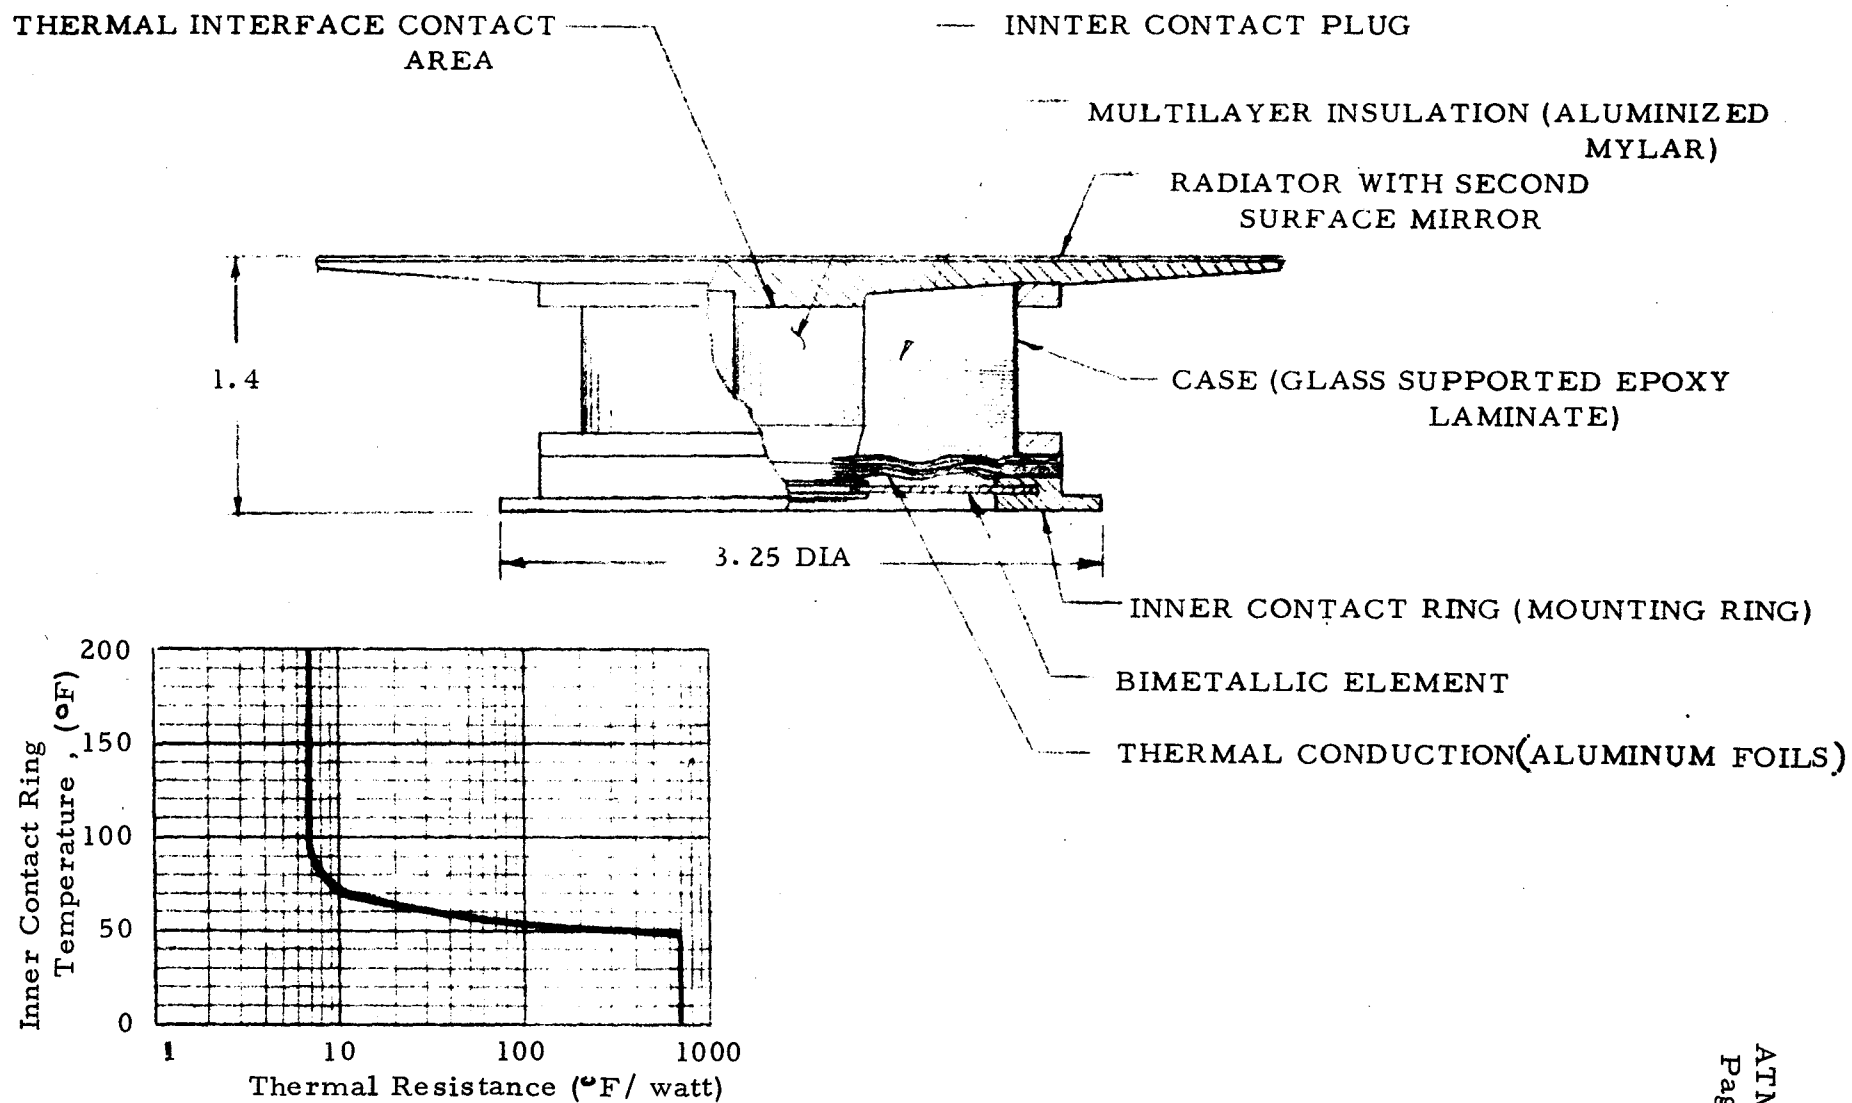 THERMAL INTERFACE CONTACT
AREA
INNTER CONTACT PLUG
MULTILAYER INSULATION (ALUMINIZED
MYLAR)
RADIATOR WITH SECOND
SURFACE MIRROR
1.4
CASE (GLASS SUPPORTED EPOXY
LAMINATE)
3.25 DIA
INNER CONTACT RING (MOUNTING RING)
BIMETALLIC ELEMENT
THERMAL CONDUCTION (ALUMINUM FOILS)
Inner Contact Ring
Temperature, (°F)
200
150
100
50
0
1 10 100 1000
Thermal Resistance (°F/ watt)